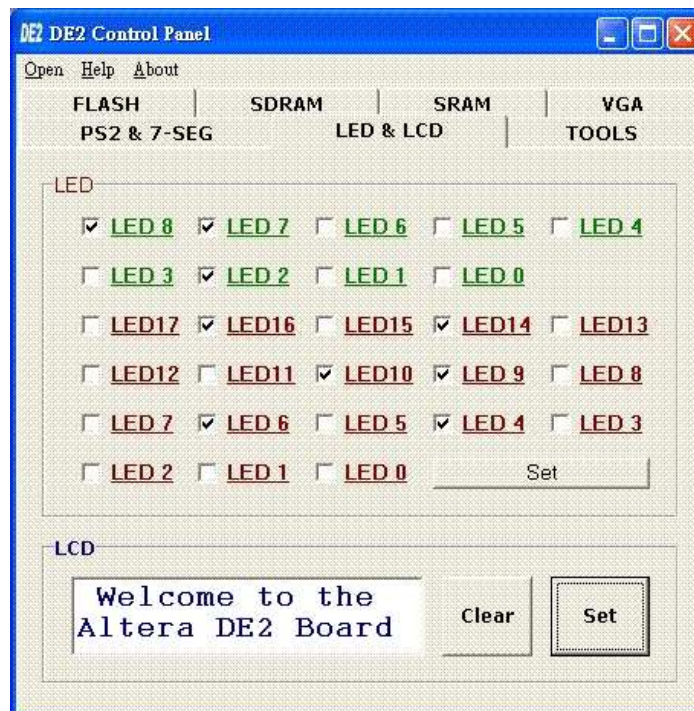 DE2 DE2 Control Panel
Open Help About
FLASH SDRAM SRAM VGA
PS2 & 7-SEG LED & LCD TOOLS
LED
LED 8 LED 7 LED 6 LED 5 LED 4
LED 3 LED 2 LED 1 LED 0
LED17 LED16 LED15 LED14 LED13
LED12 LED11 LED10 LED 9 LED 8
LED 7 LED 6 LED 5 LED 4 LED 3
LED 2 LED 1 LED 0 Set
LCD
Welcome to the
Altera DE2 Board
Clear Set